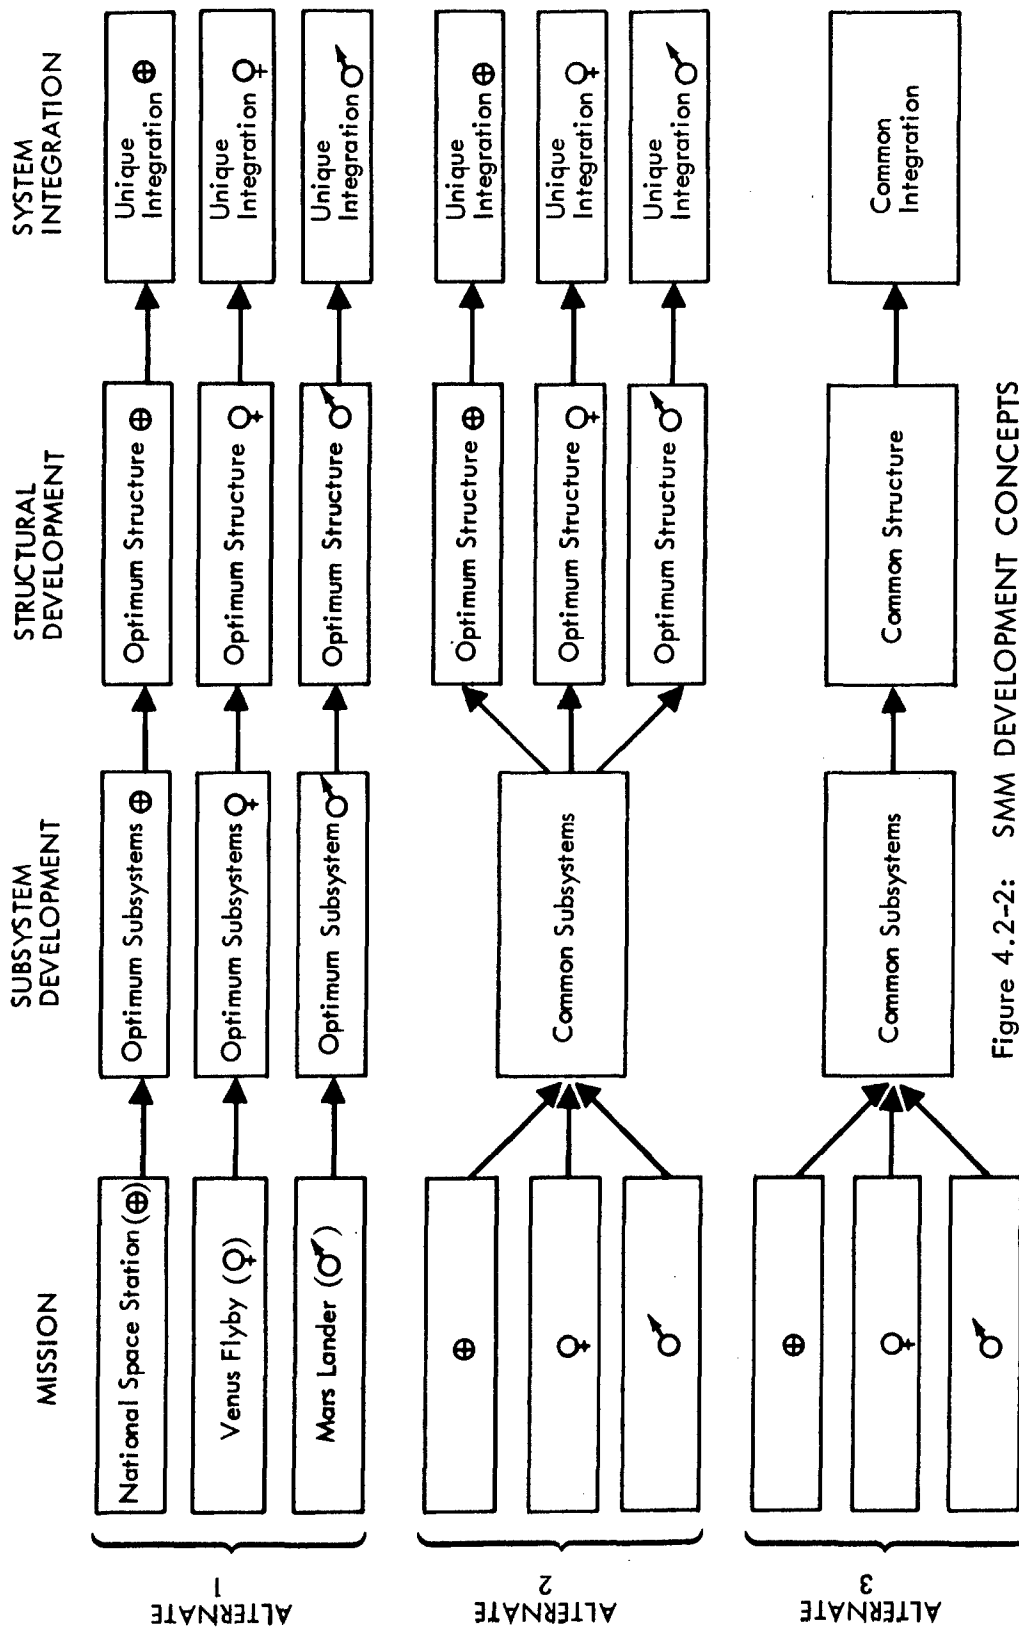 MISSION
SUBSYSTEM
DEVELOPMENT
STRUCTURAL
DEVELOPMENT
SYSTEM
INTEGRATION
ALTERNATE
1
National Space Station (⊕)
Optimum Subsystems ⊕
Optimum Structure ⊕
Unique
Integration ⊕
Venus Flyby (♀)
Optimum Subsystems ♀
Optimum Structure ♀
Unique
Integration ♀
Mars Lander (♂)
Optimum Subsystem ♂
Optimum Structure ♂
Unique
Integration ♂
ALTERNATE
2
⊕
♀
♂
Common Subsystems
Optimum Structure ⊕
Unique
Integration ⊕
Optimum Structure ♀
Unique
Integration ♀
Optimum Structure ♂
Unique
Integration ♂
ALTERNATE
3
⊕
♀
♂
Common Subsystems
Common Structure
Common
Integration
Figure 4.2-2: SMM DEVELOPMENT CONCEPTS